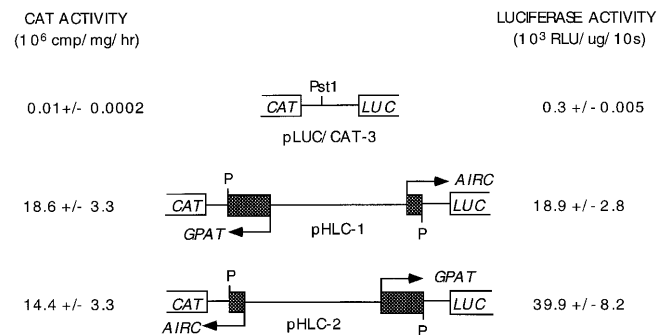 CAT ACTIVITY
(10⁶ cmp/ mg/ hr)
LUCIFERASE ACTIVITY
(10³ RLU/ ug/ 10s)
Pst1
0.01+/- 0.0002
CAT
LUC
0.3 +/- 0.005
pLUC/ CAT-3
P
AIRC
18.6 +/- 3.3
CAT
LUC
18.9 +/- 2.8
GPAT
pHLC-1
P
P
GPAT
14.4 +/- 3.3
CAT
LUC
39.9 +/- 8.2
AIRC
pHLC-2
P